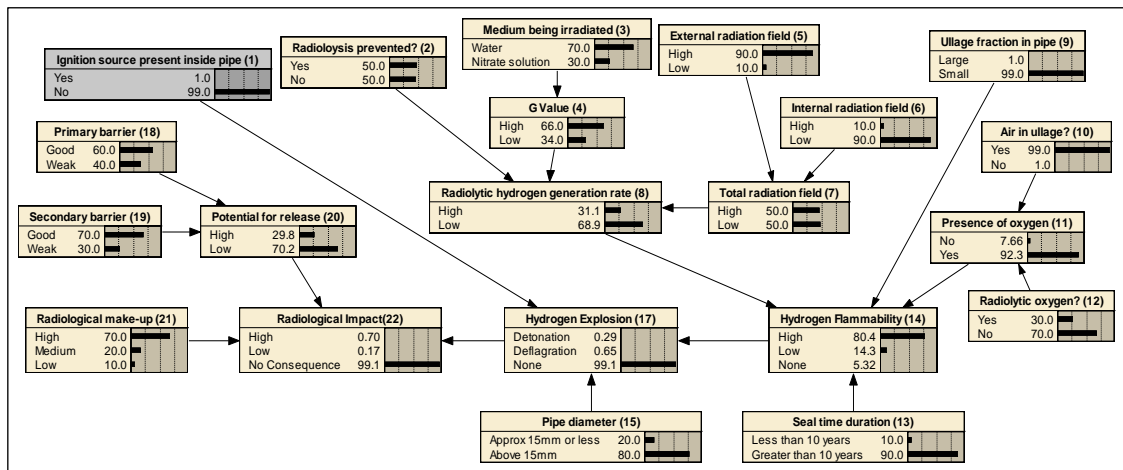 Ignition source present inside pipe (1)
Yes 1.0
No 99.0
Radioloysis prevented? (2)
Yes 50.0
No 50.0
Medium being irradiated (3)
Water 70.0
Nitrate solution 30.0
External radiation field (5)
High 90.0
Low 10.0
Ullage fraction in pipe (9)
Large 1.0
Small 99.0
G Value (4)
High 66.0
Low 34.0
Internal radiation field (6)
High 10.0
Low 90.0
Air in ullage? (10)
Yes 99.0
No 1.0
Primary barrier (18)
Good 60.0
Weak 40.0
Secondary barrier (19)
Good 70.0
Weak 30.0
Potential for release (20)
High 29.8
Low 70.2
Radiolytic hydrogen generation rate (8)
High 31.1
Low 68.9
Total radiation field (7)
High 50.0
Low 50.0
Presence of oxygen (11)
No 7.66
Yes 92.3
Radiolytic oxygen? (12)
Yes 30.0
No 70.0
Radiological make-up (21)
High 70.0
Medium 20.0
Low 10.0
Radiological Impact(22)
High 0.70
Low 0.17
No Consequence 99.1
Hydrogen Explosion (17)
Detonation 0.29
Deflagration 0.65
None 99.1
Hydrogen Flammability (14)
High 80.4
Low 14.3
None 5.32
Pipe diameter (15)
Approx 15mm or less 20.0
Above 15mm 80.0
Seal time duration (13)
Less than 10 years 10.0
Greater than 10 years 90.0